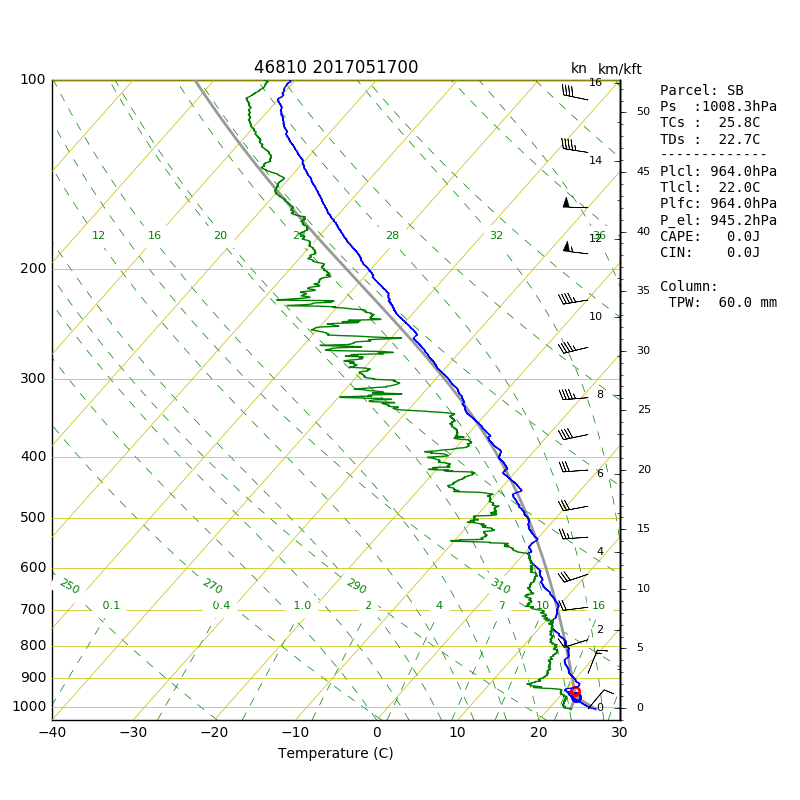 46810 2017051700
kn km/kft
Parcel: SB
Ps  :1008.3hPa
TCs :  25.8C
TDs :  22.7C
-------------
Plcl: 964.0hPa
Tlcl:  22.0C
Plfc: 964.0hPa
P_el: 945.2hPa
CAPE:   0.0J
CIN:    0.0J
Column:
TPW:  60.0 mm
100
200
300
400
500
600
700
800
900
1000
12 16 20 28 32 36
250 270 290 310
0.1 0.4 1.0 2 4 7 10 16
16
14
12
10
8
6
4
2
0
50
45
40
35
30
25
20
15
10
5
0
−40 −30 −20 −10 0 10 20 30
Temperature (C)